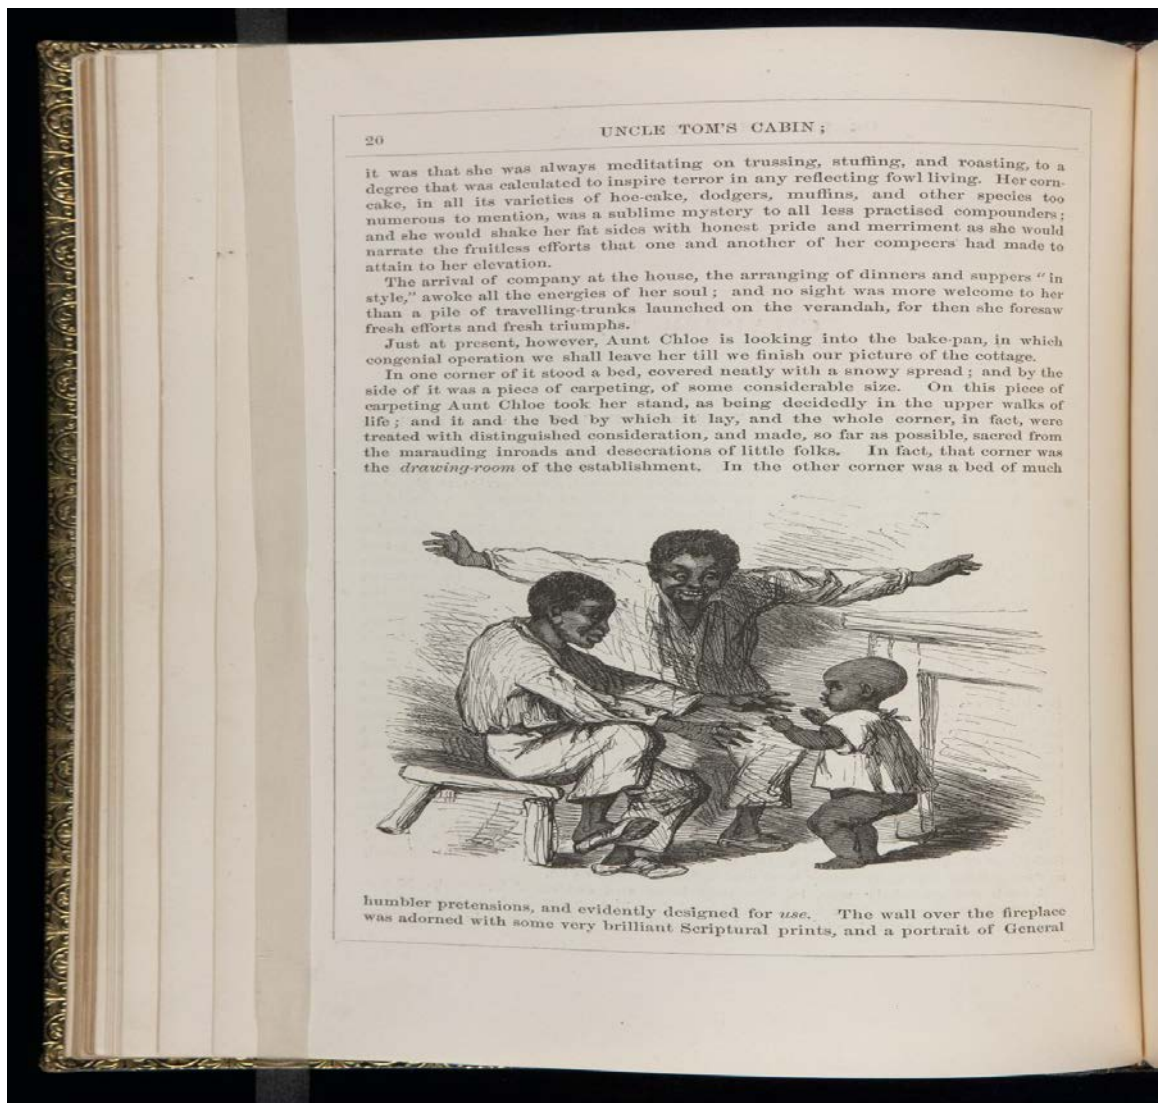 20
UNCLE TOM'S CABIN;
it was that she was always meditating on trussing, stuffing, and roasting, to a
degree that was calculated to inspire terror in any reflecting fowl living. Her corn-
cake, in all its varieties of hoe-cake, dodgers, muffins, and other species too
numerous to mention, was a sublime mystery to all less practised compounders;
and she would shake her fat sides with honest pride and merriment as she would
narrate the fruitless efforts that one and another of her compeers had made to
attain to her elevation.
The arrival of company at the house, the arranging of dinners and suppers "in
style," awoke all the energies of her soul; and no sight was more welcome to her
than a pile of travelling-trunks launched on the verandah, for then she foresaw
fresh efforts and fresh triumphs.
Just at present, however, Aunt Chloe is looking into the bake-pan, in which
congenial operation we shall leave her till we finish our picture of the cottage.
In one corner of it stood a bed, covered neatly with a snowy spread; and by the
side of it was a piece of carpeting, of some considerable size. On this piece of
carpeting Aunt Chloe took her stand, as being decidedly in the upper walks of
life; and it and the bed by which it lay, and the whole corner, in fact, were
treated with distinguished consideration, and made, so far as possible, sacred from
the marauding inroads and desecrations of little folks. In fact, that corner was
the drawing-room of the establishment. In the other corner was a bed of much
humbler pretensions, and evidently designed for use. The wall over the fireplace
was adorned with some very brilliant Scriptural prints, and a portrait of General